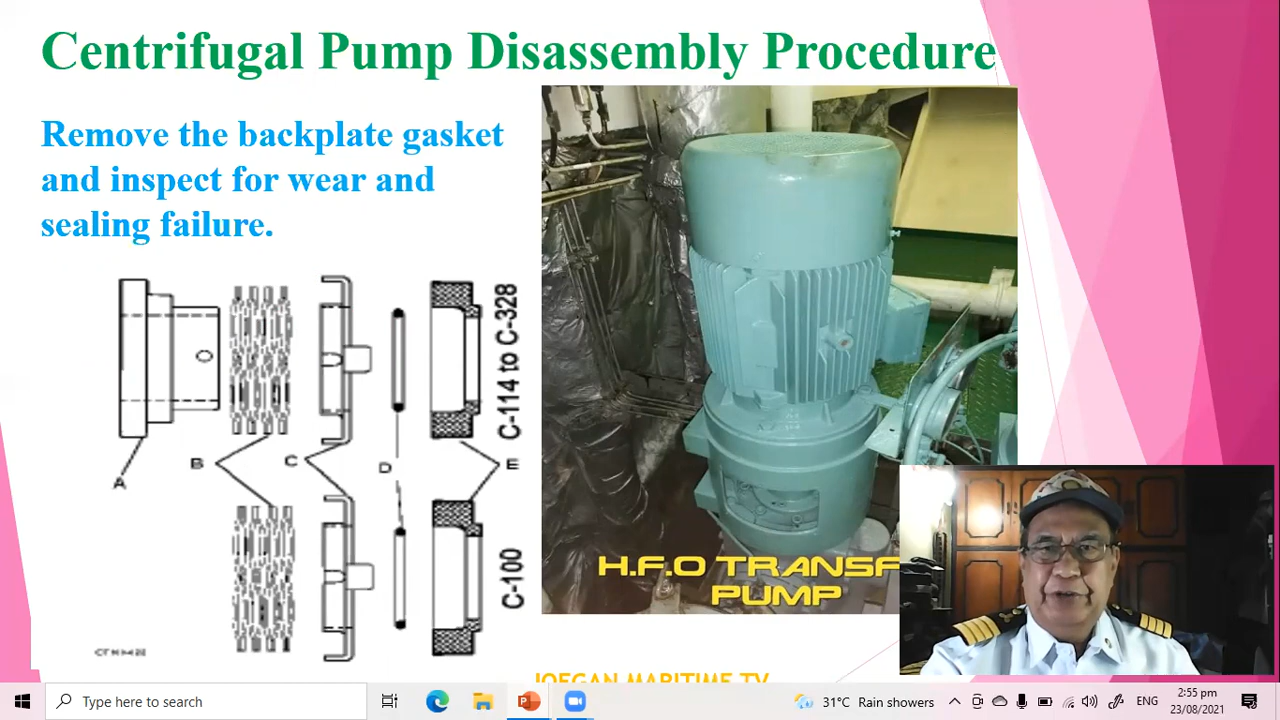 Centrifugal Pump Disassembly Procedure
Remove the backplate gasket
and inspect for wear and
sealing failure.
C-114 to C-328
A
B
C
D
E
C-100
H.F.O TRANSF
PUMP
JOEGAN MARITIME TV
Type here to search
31°C Rain showers
ENG
2:55 pm
23/08/2021